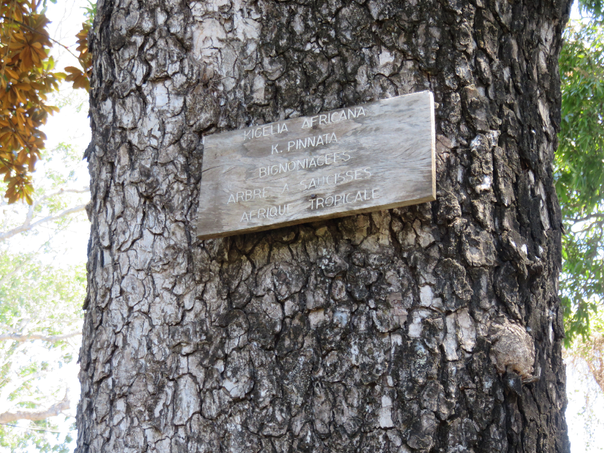 KIGELIA AFRICANA
K. PINNATA
BIGNONIACÉES
ARBRE À SAUCISSES
AFRIQUE TROPICALE